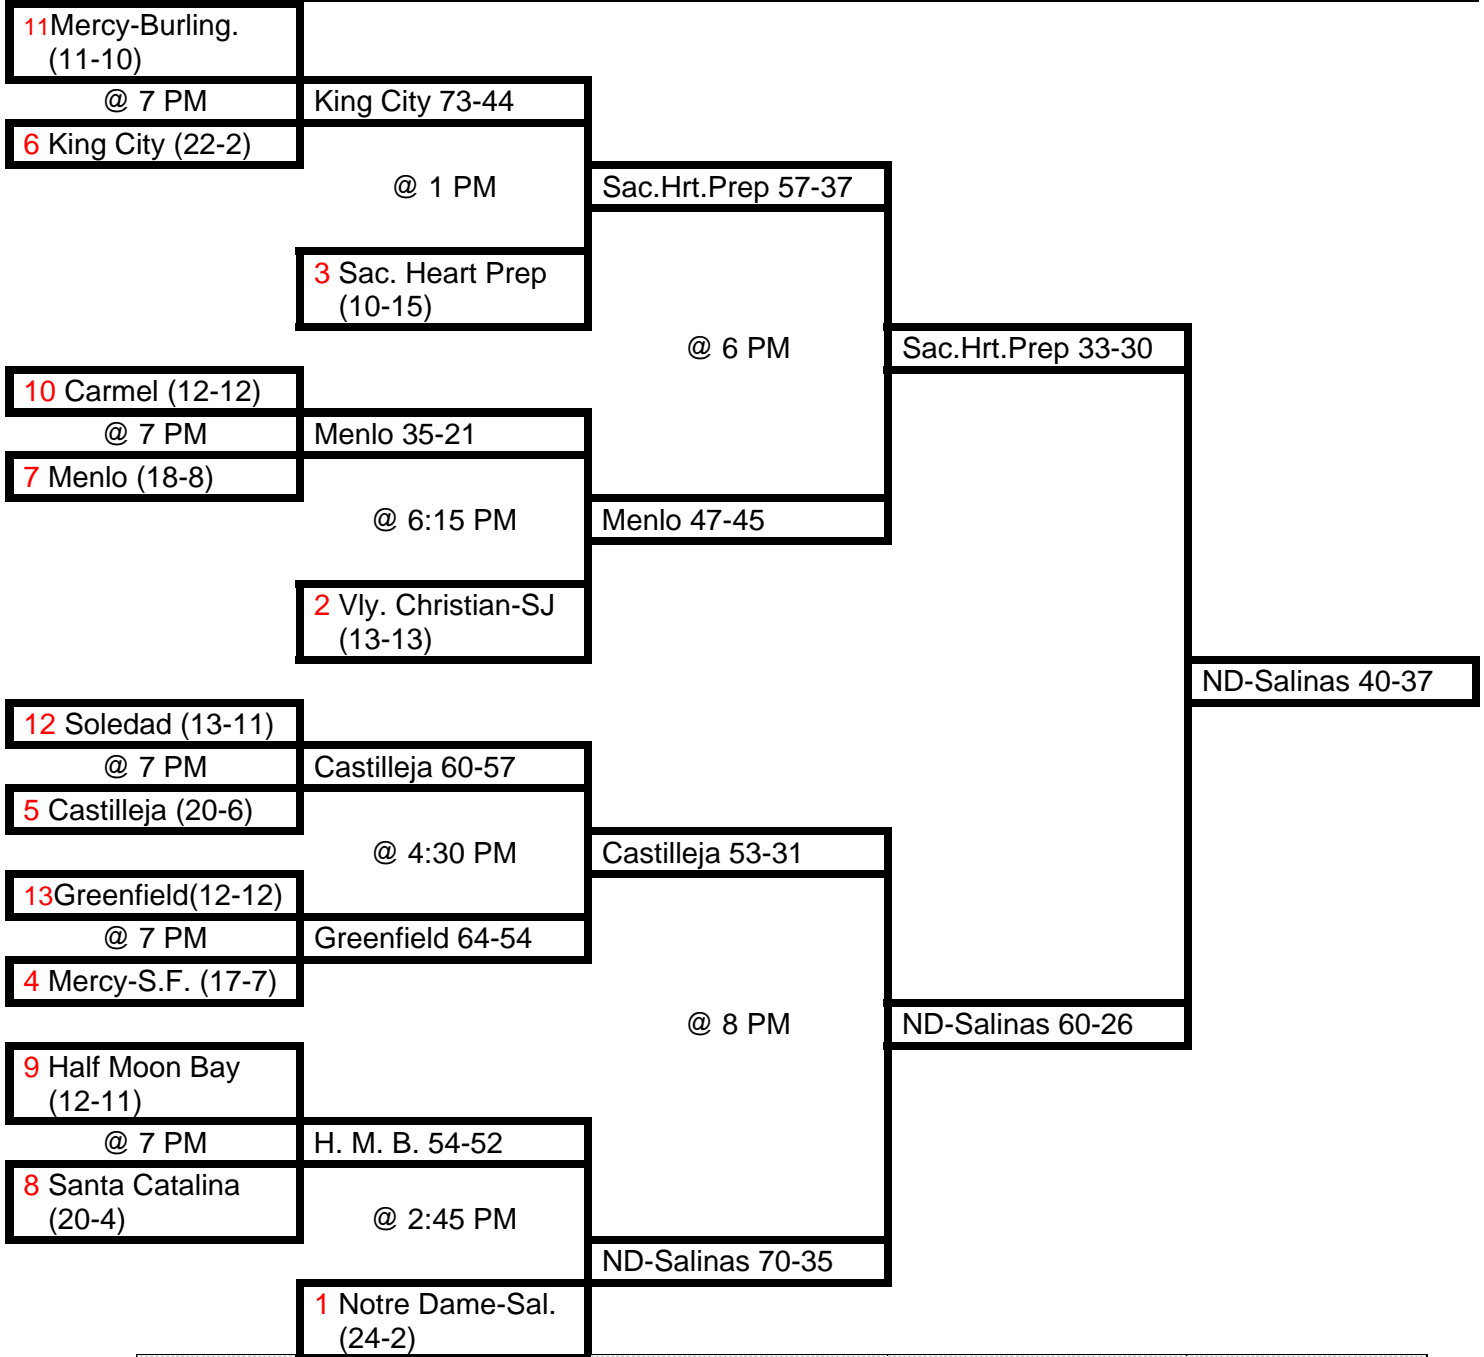 11Mercy-Burling.
(11-10)
@ 7 PM
King City 73-44
6 King City (22-2)
@ 1 PM
Sac.Hrt.Prep 57-37
3 Sac. Heart Prep
(10-15)
@ 6 PM
Sac.Hrt.Prep 33-30
10 Carmel (12-12)
@ 7 PM
Menlo 35-21
7 Menlo (18-8)
@ 6:15 PM
Menlo 47-45
2 Vly. Christian-SJ
(13-13)
ND-Salinas 40-37
12 Soledad (13-11)
@ 7 PM
Castilleja 60-57
5 Castilleja (20-6)
@ 4:30 PM
Castilleja 53-31
13Greenfield(12-12)
@ 7 PM
Greenfield 64-54
4 Mercy-S.F. (17-7)
@ 8 PM
ND-Salinas 60-26
9 Half Moon Bay
(12-11)
@ 7 PM
H. M. B. 54-52
8 Santa Catalina
(20-4)
@ 2:45 PM
ND-Salinas 70-35
1 Notre Dame-Sal.
(24-2)